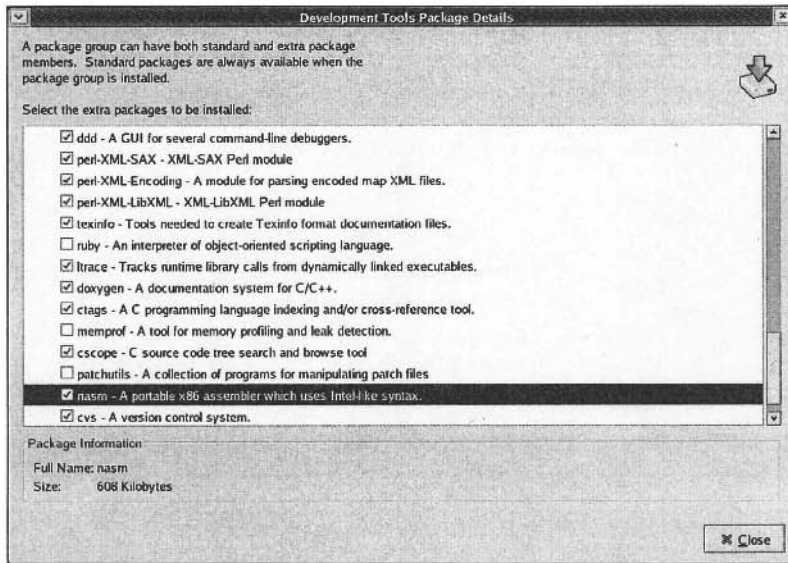 Development Tools Package Details
A package group can have both standard and extra package
members. Standard packages are always available when the
package group is installed.
Select the extra packages to be installed:
ddd - A GUI for several command-line debuggers.
perl-XML-SAX - XML-SAX Perl module
perl-XML-Encoding - A module for parsing encoded map XML files.
perl-XML-LibXML - XML-LibXML Perl module
texinfo - Tools needed to create Texinfo format documentation files.
ruby - An interpreter of object-oriented scripting language.
ltrace - Tracks runtime library calls from dynamically linked executables.
doxygen - A documentation system for C/C++.
ctags - A C programming language indexing and/or cross-reference tool.
memprof - A tool for memory profiling and leak detection.
cscope - C source code tree search and browse tool
patchutils - A collection of programs for manipulating patch files
nasm - A portable x86 assembler which uses Intel-like syntax.
cvs - A version control system.
Package Information
Full Name: nasm
Size: 608 Kilobytes
Close